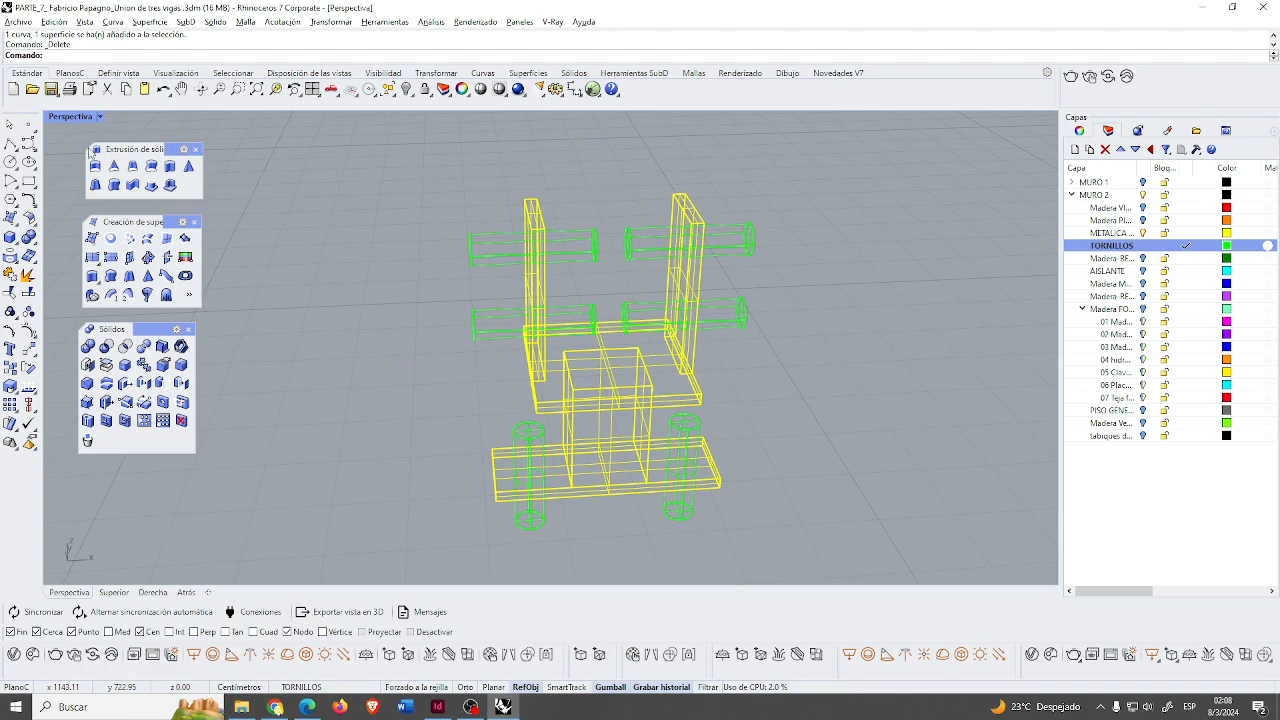 PARTE_7_ Fabricio Papagno_Union de tres vigas .3dm (16 MB) - Rhinoceros 7 Corporate - [Perspectiva]
Archivo Edición Vista Curva Superficie Sólido Malla Acotación Transformar Herramientas Análisis Renderizado Paneles V-Ray Ayuda
1 curva, 1 superficie se ha(n) añadido a la selección.
Comando: _Delete
Comando:
Estándar PlanosC Definir vista Visualización Seleccionar Disposición de las vistas Visibilidad Transformar Curvas Superficies Sólidos Herramientas SubD Mallas Renderizado Dibujo Novedades V7
Perspectiva
Capas
Extrusión de sóli
Capa Bloq... Color Mat
MURO 1
MURO 2
Madera VI...
Madera Pl...
Creación de supe
METALICA ...
TORNILLOS
Madera-RE...
AISLANTE
Madera M...
Madera-RE...
Madera FO...
01 Mad...
Sólidos
02 Mad...
03 Mad...
04 hidr...
05 Clav...
06 Plac...
07 Teja f...
Madera Ve...
tabiques d...
z
x
Perspectiva Superior Derecha Atrás
Sincronizar Alternar sincronización automática Conexiones Exportar vista en 3D Mensajes
Fin Cerca Punto Med Cen Int Perp Tan Cuad Nodo Vértice Proyectar Desactivar
PlanoC x 1143.11 y 722.95 z 0.00 Centímetros TORNILLOS Forzado a la rejilla Orto Planar RefObj SmartTrack Gumball Grabar historial Filtrar Uso de CPU: 2.0 %
Buscar 23°C Despejado ESP 02:08
8/3/2024